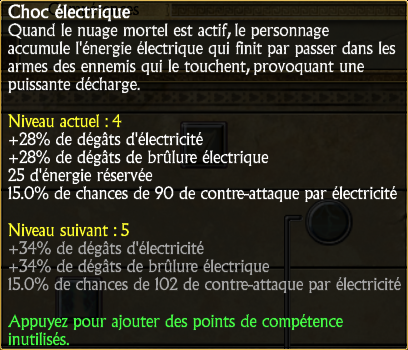 Choc électrique
Quand le nuage mortel est actif, le personnage
accumule l'énergie électrique qui finit par passer dans les
armes des ennemis qui le touchent, provoquant une
puissante décharge.
Niveau actuel : 4
+28% de dégâts d'électricité
+28% de dégâts de brûlure électrique
25 d'énergie réservée
15.0% de chances de 90 de contre-attaque par électricité
Niveau suivant : 5
+34% de dégâts d'électricité
+34% de dégâts de brûlure électrique
15.0% de chances de 102 de contre-attaque par électricité
Appuyez pour ajouter des points de compétence
inutilisés.